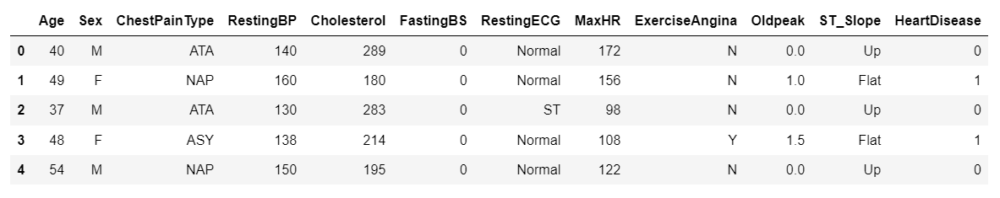 Age Sex ChestPainType RestingBP Cholesterol FastingBS RestingECG MaxHR ExerciseAngina Oldpeak ST_Slope HeartDisease
0 40 M ATA 140 289 0 Normal 172 N 0.0 Up 0
1 49 F NAP 160 180 0 Normal 156 N 1.0 Flat 1
2 37 M ATA 130 283 0 ST 98 N 0.0 Up 0
3 48 F ASY 138 214 0 Normal 108 Y 1.5 Flat 1
4 54 M NAP 150 195 0 Normal 122 N 0.0 Up 0